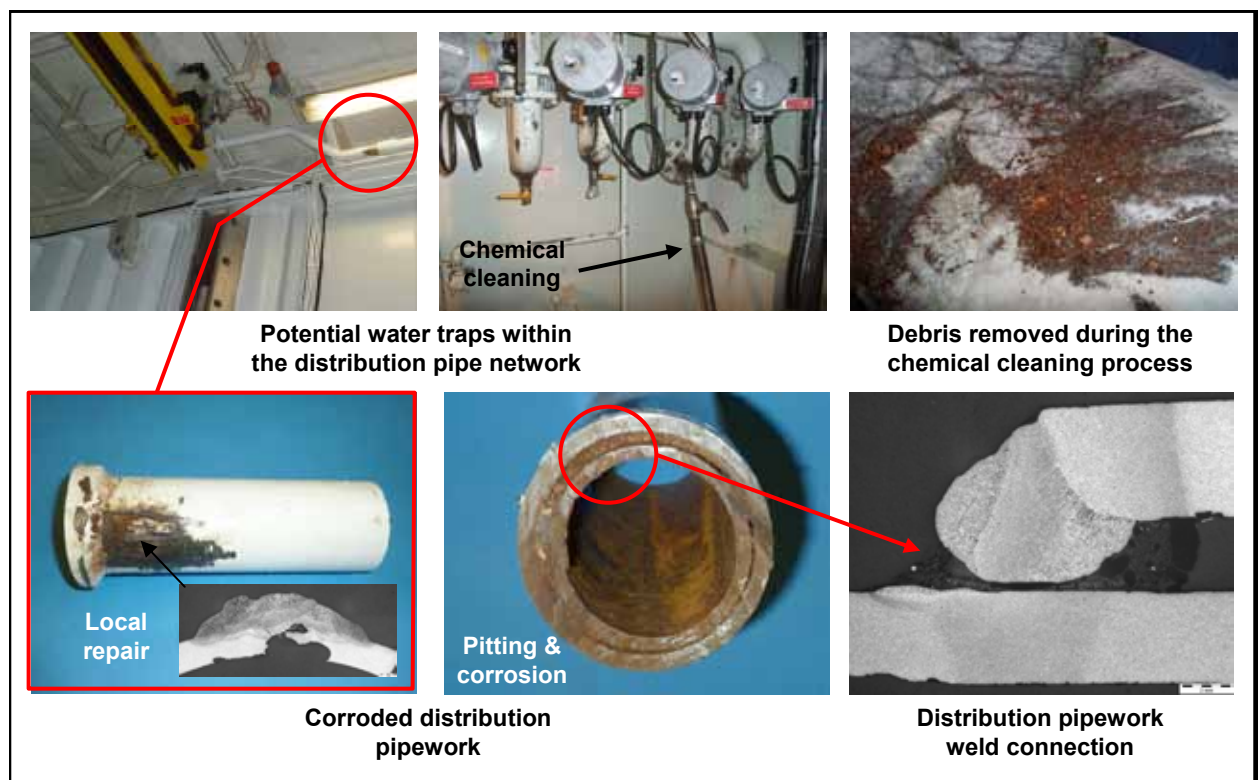 Chemical
cleaning
Potential water traps within
the distribution pipe network
Debris removed during the
chemical cleaning process
Local
repair
Pitting &
corrosion
Corroded distribution
pipework
Distribution pipework
weld connection